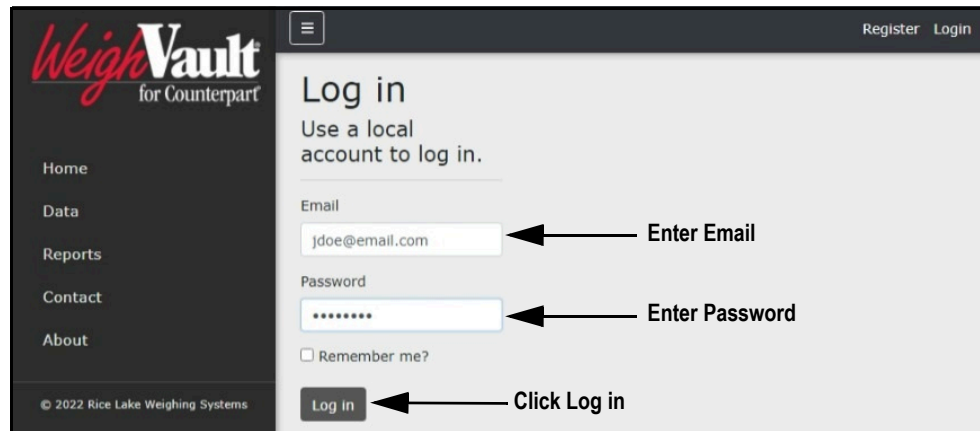 WeighVault
for Counterpart
Home
Data
Reports
Contact
About
© 2022 Rice Lake Weighing Systems
☰
Register Login
Log in
Use a local
account to log in.
Email
jdoe@email.com
Enter Email
Password
••••••••
Enter Password
Remember me?
Log in
Click Log in